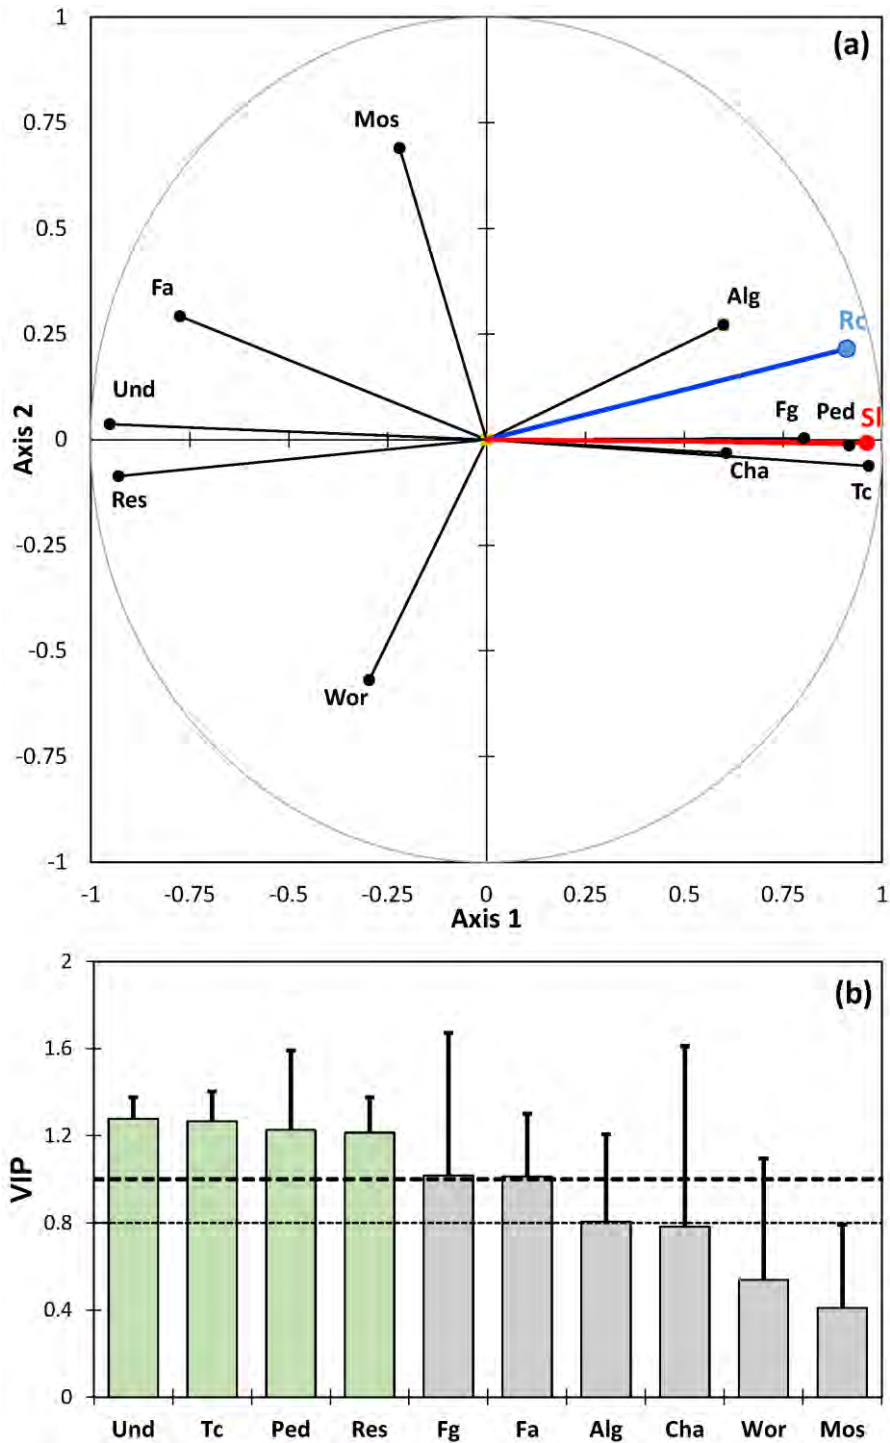 1
(a)
Mos
0.75
0.5
Fa
Alg
0.25
Rc
Und
Fg
Ped
Sl
Axis 2
0
Res
Cha
Tc
-0.25
-0.5
Wor
-0.75
-1
-1
-0.75
-0.5
-0.25
0
0.25
0.5
0.75
1
Axis 1
2
(b)
1.6
1.2
VIP
0.8
0.4
0
Und
Tc
Ped
Res
Fg
Fa
Alg
Cha
Wor
Mos